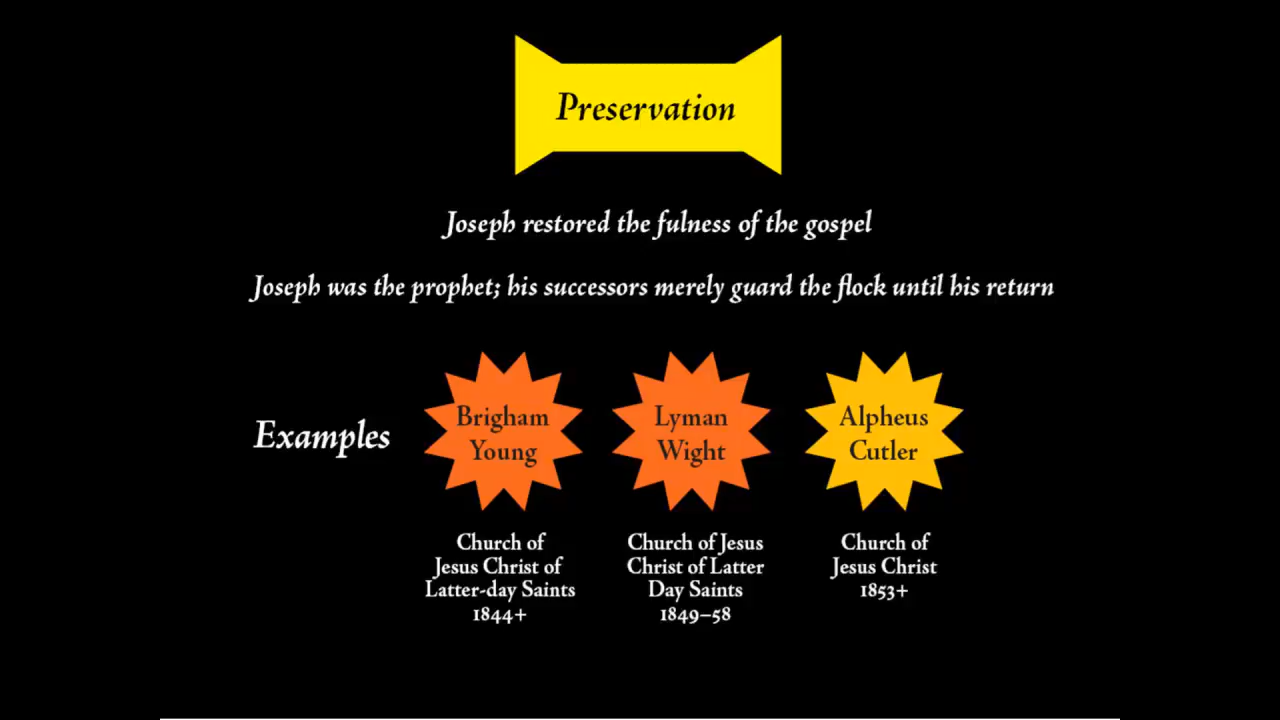 Preservation
Joseph restored the fulness of the gospel
Joseph was the prophet; his successors merely guard the flock until his return
Examples
Brigham
Young
Lyman
Wight
Alpheus
Cutler
Church of
Jesus Christ of
Latter-day Saints
1844+
Church of Jesus
Christ of Latter
Day Saints
1849–58
Church of
Jesus Christ
1853+